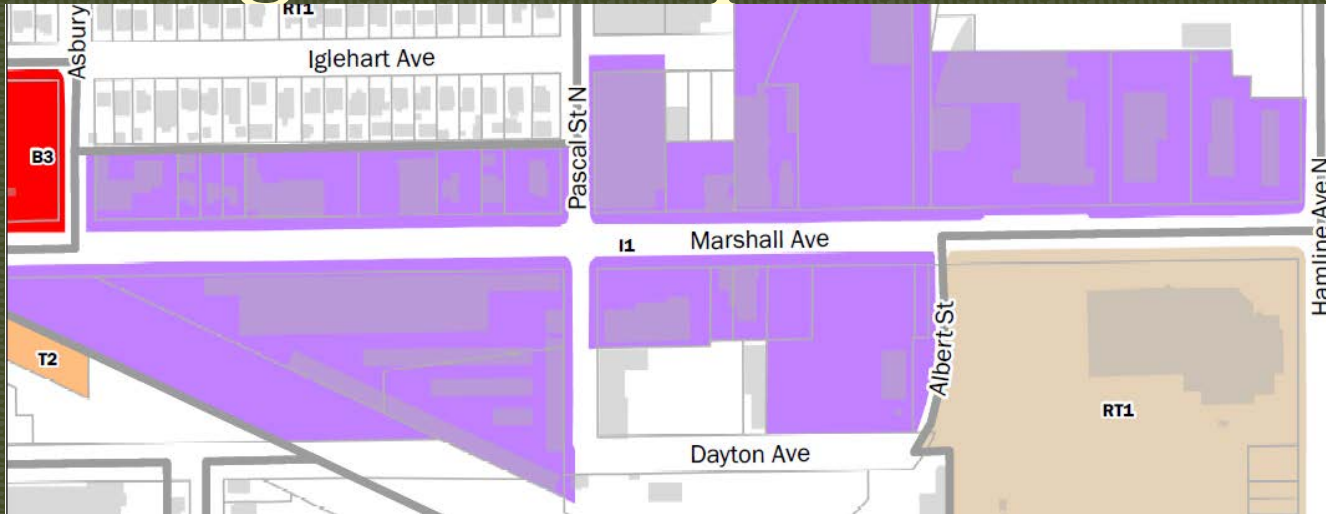 RT1
Asbury
Iglehart Ave
Pascal St N
B3
I1
Marshall Ave
Hamline Ave N
T2
Albert St
RT1
Dayton Ave